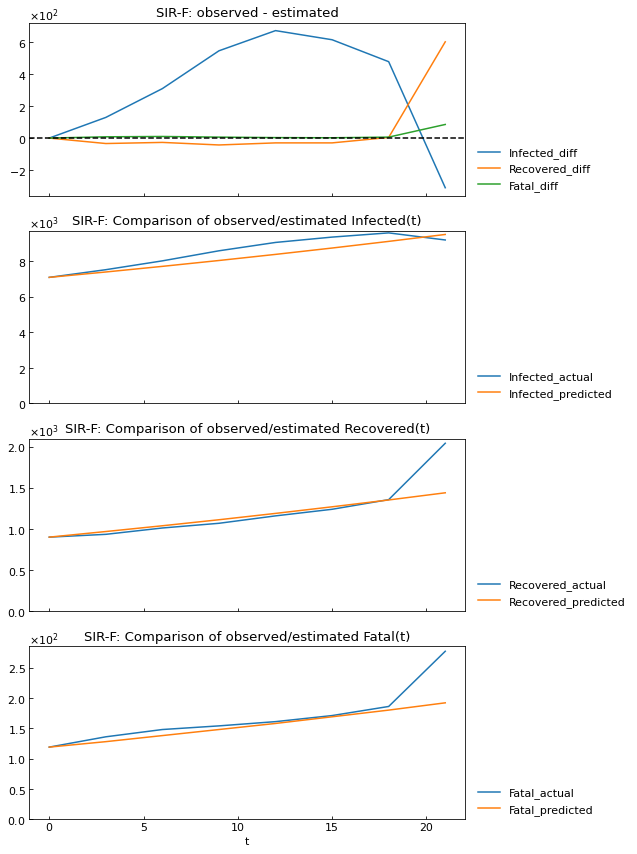 ×10²
SIR-F: observed - estimated
6
4
2
0
−2
Infected_diff
Recovered_diff
Fatal_diff
×10³
SIR-F: Comparison of observed/estimated Infected(t)
8
6
4
2
0
Infected_actual
Infected_predicted
×10³
SIR-F: Comparison of observed/estimated Recovered(t)
2.0
1.5
1.0
0.5
0.0
Recovered_actual
Recovered_predicted
×10²
SIR-F: Comparison of observed/estimated Fatal(t)
2.5
2.0
1.5
1.0
0.5
0.0
Fatal_actual
Fatal_predicted
0 5 10 15 20
t